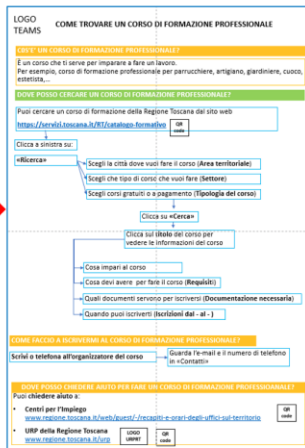 LOGO
TEAMS
COME TROVARE UN CORSO DI FORMAZIONE PROFESSIONALE
COS'E' UN CORSO DI FORMAZIONE PROFESSIONALE?
È un corso che ti serve per imparare a fare un lavoro.
Per esempio, corso di formazione professionale per parrucchiere, artigiano, giardiniere, cuoco,
estetista,…
DOVE POSSO CERCARE UN CORSO DI FORMAZIONE PROFESSIONALE?
Puoi cercare un corso di formazione della Regione Toscana dal sito web
https://servizi.toscana.it/RT/catalogo-formativo
QR
code
Clicca a sinistra su:
«Ricerca»
Scegli la città dove vuoi fare il corso (Area territoriale)
Scegli che tipo di corso che vuoi fare (Settore)
Scegli corsi gratuiti o a pagamento (Tipologia del corso)
Clicca su «Cerca»
Clicca sul titolo del corso per
vedere le informazioni del corso
Cosa impari al corso
Cosa devi avere per fare il corso (Requisiti)
Quali documenti servono per iscriversi (Documentazione necessaria)
Quando puoi iscriverti (Iscrizioni dal - al - )
COME FACCIO A ISCRIVERMI AL CORSO DI FORMAZIONE PROFESSIONALE?
Scrivi o telefona all'organizzatore del corso
Guarda l'e-mail e il numero di telefono
in «Contatti»
DOVE POSSO CHIEDERE AIUTO PER FARE UN CORSO DI FORMAZIONE PROFESSIONALE?
Puoi chiedere aiuto a:
• Centri per l'Impiego
www.regione.toscana.it/web/guest/-/recapiti-e-orari-degli-uffici-sul-territorio
QR
code
• URP della Regione Toscana
www.regione.toscana.it/urp
LOGO
URPRT
QR
code